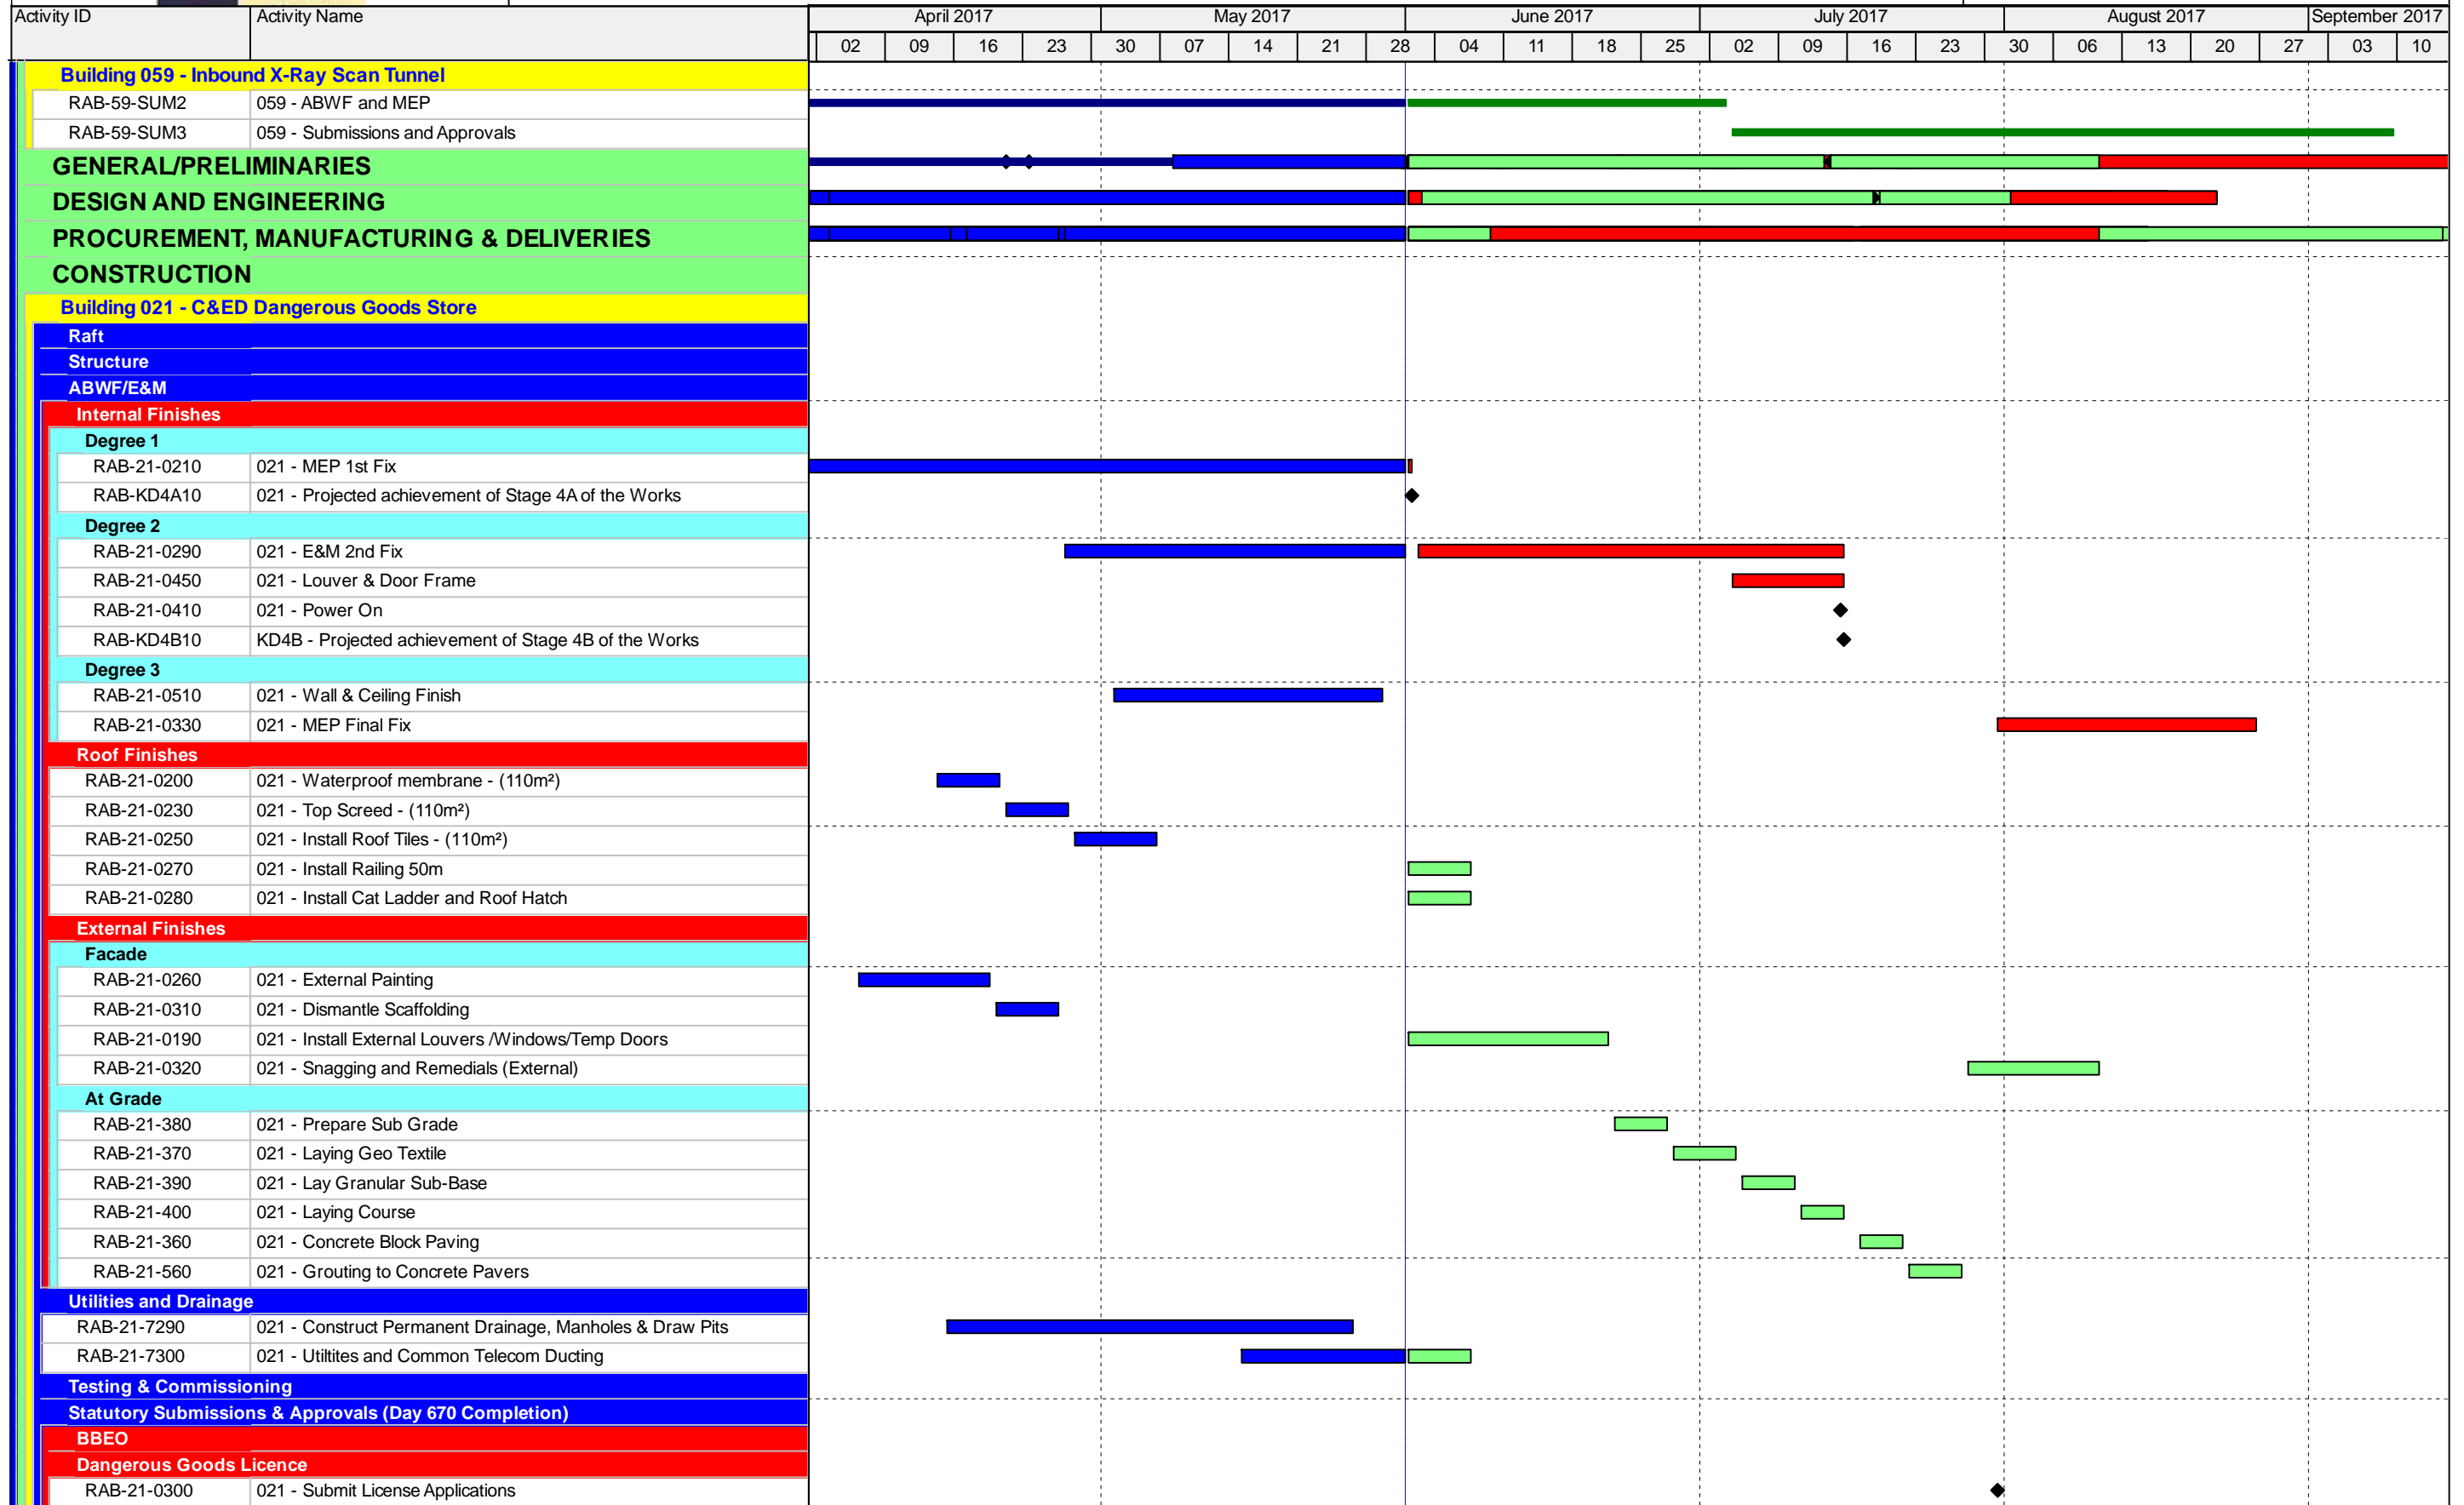 Activity ID Activity Name April 2017 May 2017 June 2017 July 2017 August 2017 September 2017
02 09 16 23 30 07 14 21 28 04 11 18 25 02 09 16 23 30 06 13 20 27 03 10
Building 059 - Inbound X-Ray Scan Tunnel
RAB-59-SUM2 059 - ABWF and MEP
RAB-59-SUM3 059 - Submissions and Approvals
GENERAL/PRELIMINARIES
DESIGN AND ENGINEERING
PROCUREMENT, MANUFACTURING & DELIVERIES
CONSTRUCTION
Building 021 - C&ED Dangerous Goods Store
Raft
Structure
ABWF/E&M
Internal Finishes
Degree 1
RAB-21-0210 021 - MEP 1st Fix
RAB-KD4A10 021 - Projected achievement of Stage 4A of the Works
Degree 2
RAB-21-0290 021 - E&M 2nd Fix
RAB-21-0450 021 - Louver & Door Frame
RAB-21-0410 021 - Power On
RAB-KD4B10 KD4B - Projected achievement of Stage 4B of the Works
Degree 3
RAB-21-0510 021 - Wall & Ceiling Finish
RAB-21-0330 021 - MEP Final Fix
Roof Finishes
RAB-21-0200 021 - Waterproof membrane - (110m²)
RAB-21-0230 021 - Top Screed - (110m²)
RAB-21-0250 021 - Install Roof Tiles - (110m²)
RAB-21-0270 021 - Install Railing 50m
RAB-21-0280 021 - Install Cat Ladder and Roof Hatch
External Finishes
Facade
RAB-21-0260 021 - External Painting
RAB-21-0310 021 - Dismantle Scaffolding
RAB-21-0190 021 - Install External Louvers /Windows/Temp Doors
RAB-21-0320 021 - Snagging and Remedials (External)
At Grade
RAB-21-380 021 - Prepare Sub Grade
RAB-21-370 021 - Laying Geo Textile
RAB-21-390 021 - Lay Granular Sub-Base
RAB-21-400 021 - Laying Course
RAB-21-360 021 - Concrete Block Paving
RAB-21-560 021 - Grouting to Concrete Pavers
Utilities and Drainage
RAB-21-7290 021 - Construct Permanent Drainage, Manholes & Draw Pits
RAB-21-7300 021 - Utiltites and Common Telecom Ducting
Testing & Commissioning
Statutory Submissions & Approvals (Day 670 Completion)
BBEO
Dangerous Goods Licence
RAB-21-0300 021 - Submit License Applications